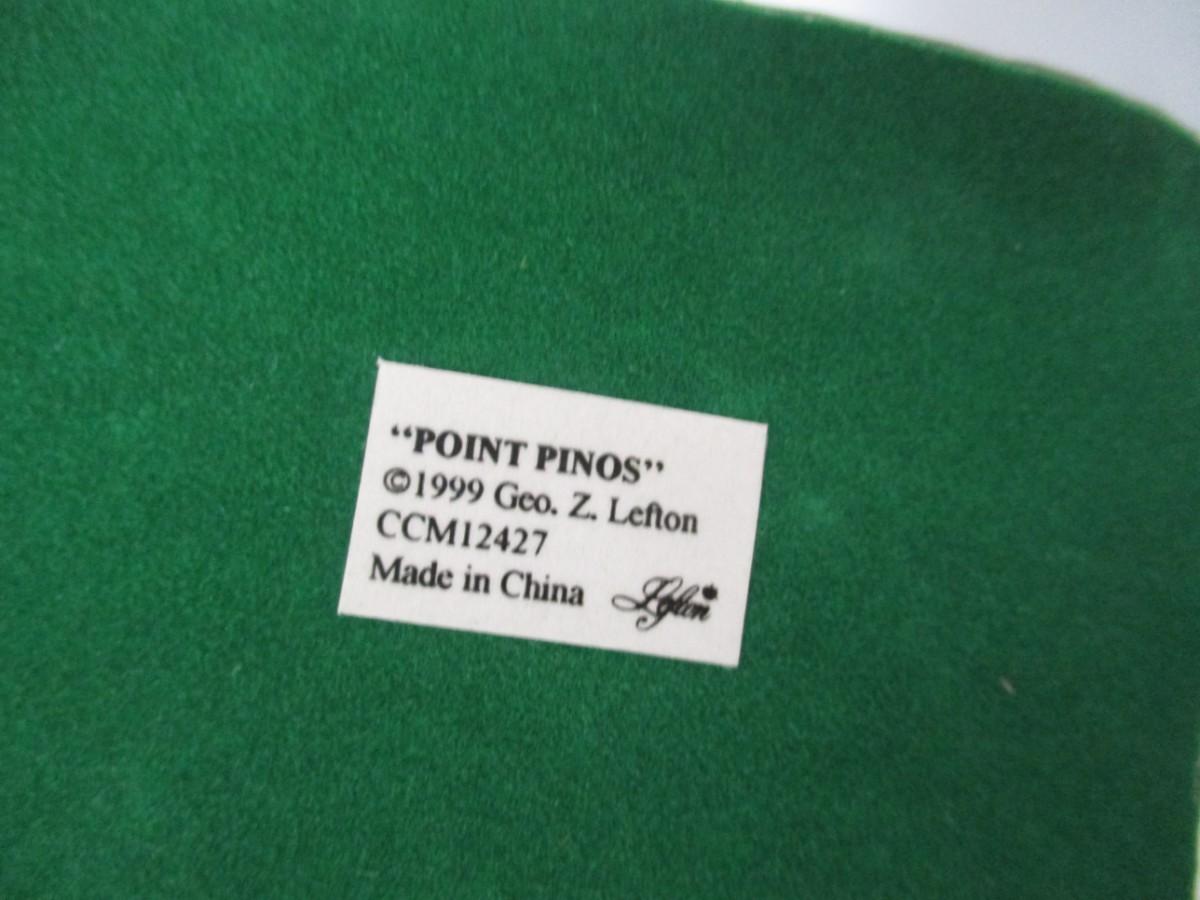 “POINT PINOS”
©1999 Geo. Z. Lefton
CCM12427
Made in China
Lefton